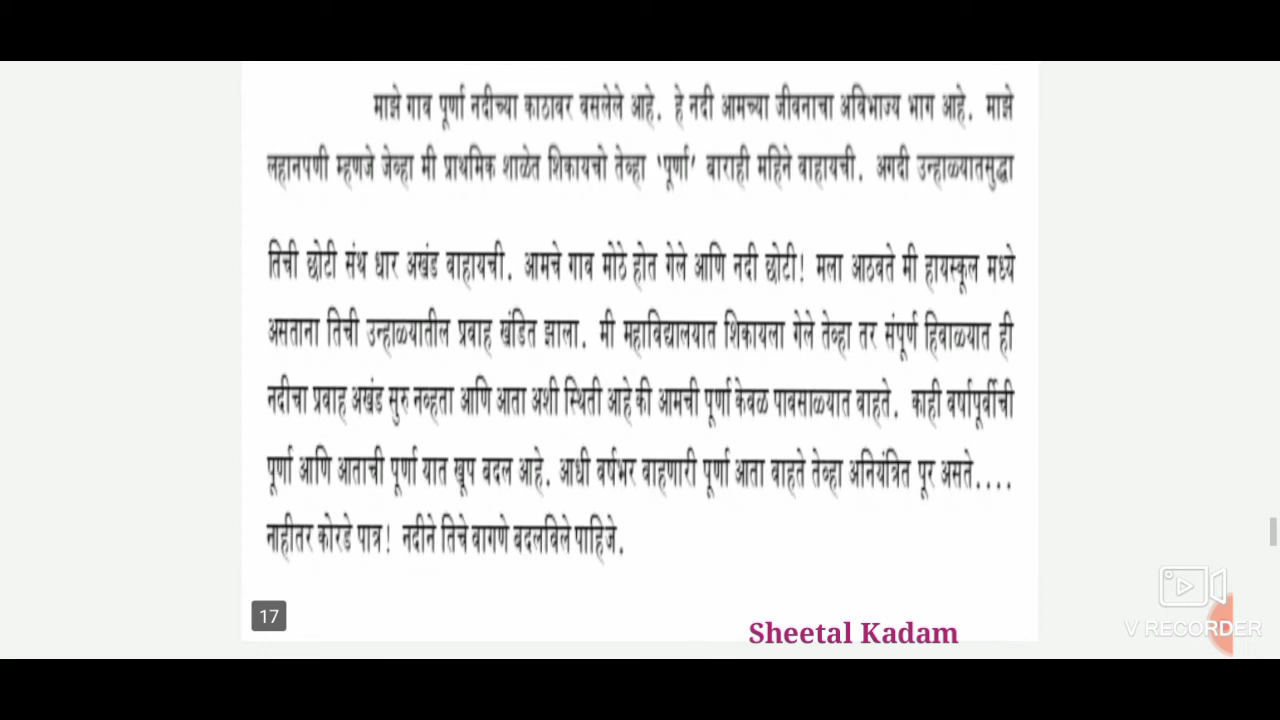 माझे गाव पूर्णा नदीच्या काठावर वसलेले आहे. हे नदी आमच्या जीवनाचा अविभाज्य भाग आहे. माझे
लहानपणी म्हणजे जेव्हा मी प्राथमिक शाळेत शिकायचो तेव्हा 'पूर्णा' बाराही महिने वाहायची. अगदी उन्हाळ्यातसुद्धा
तिची छोटी संथ धार अखंड वाहायची. आमचे गाव मोठे होत गेले आणि नदी छोटी! मला आठवते मी हायस्कूल मध्ये
असताना तिची उन्हाळ्यातील प्रवाह खंडित झाला. मी महाविद्यालयात शिकायला गेले तेव्हा तर संपूर्ण हिवाळ्यात ही
नदीचा प्रवाह अखंड सुरु नव्हता आणि आता अशी स्थिती आहे की आमची पूर्णा केवळ पावसाळ्यात वाहते. काही वर्षापूर्वीची
पूर्णा आणि आताची पूर्णा यात खूप बदल आहे. आधी वर्षभर वाहणारी पूर्णा आता वाहते तेव्हा अनियंत्रित पूर असते....
नाहीतर कोरडे पात्र! नदीने तिचे वागणे बदलविले पाहिजे.
17
Sheetal Kadam
V RECORDER